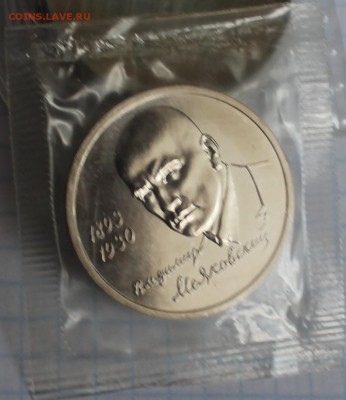 COINS.LAVE.RU
1893
1930
Владимир
Маяковский